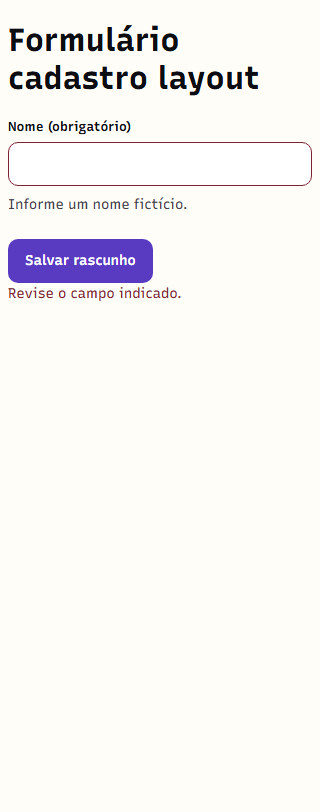 Formulário
cadastro layout
Nome (obrigatório)
Informe um nome fictício.
Salvar rascunho
Revise o campo indicado.